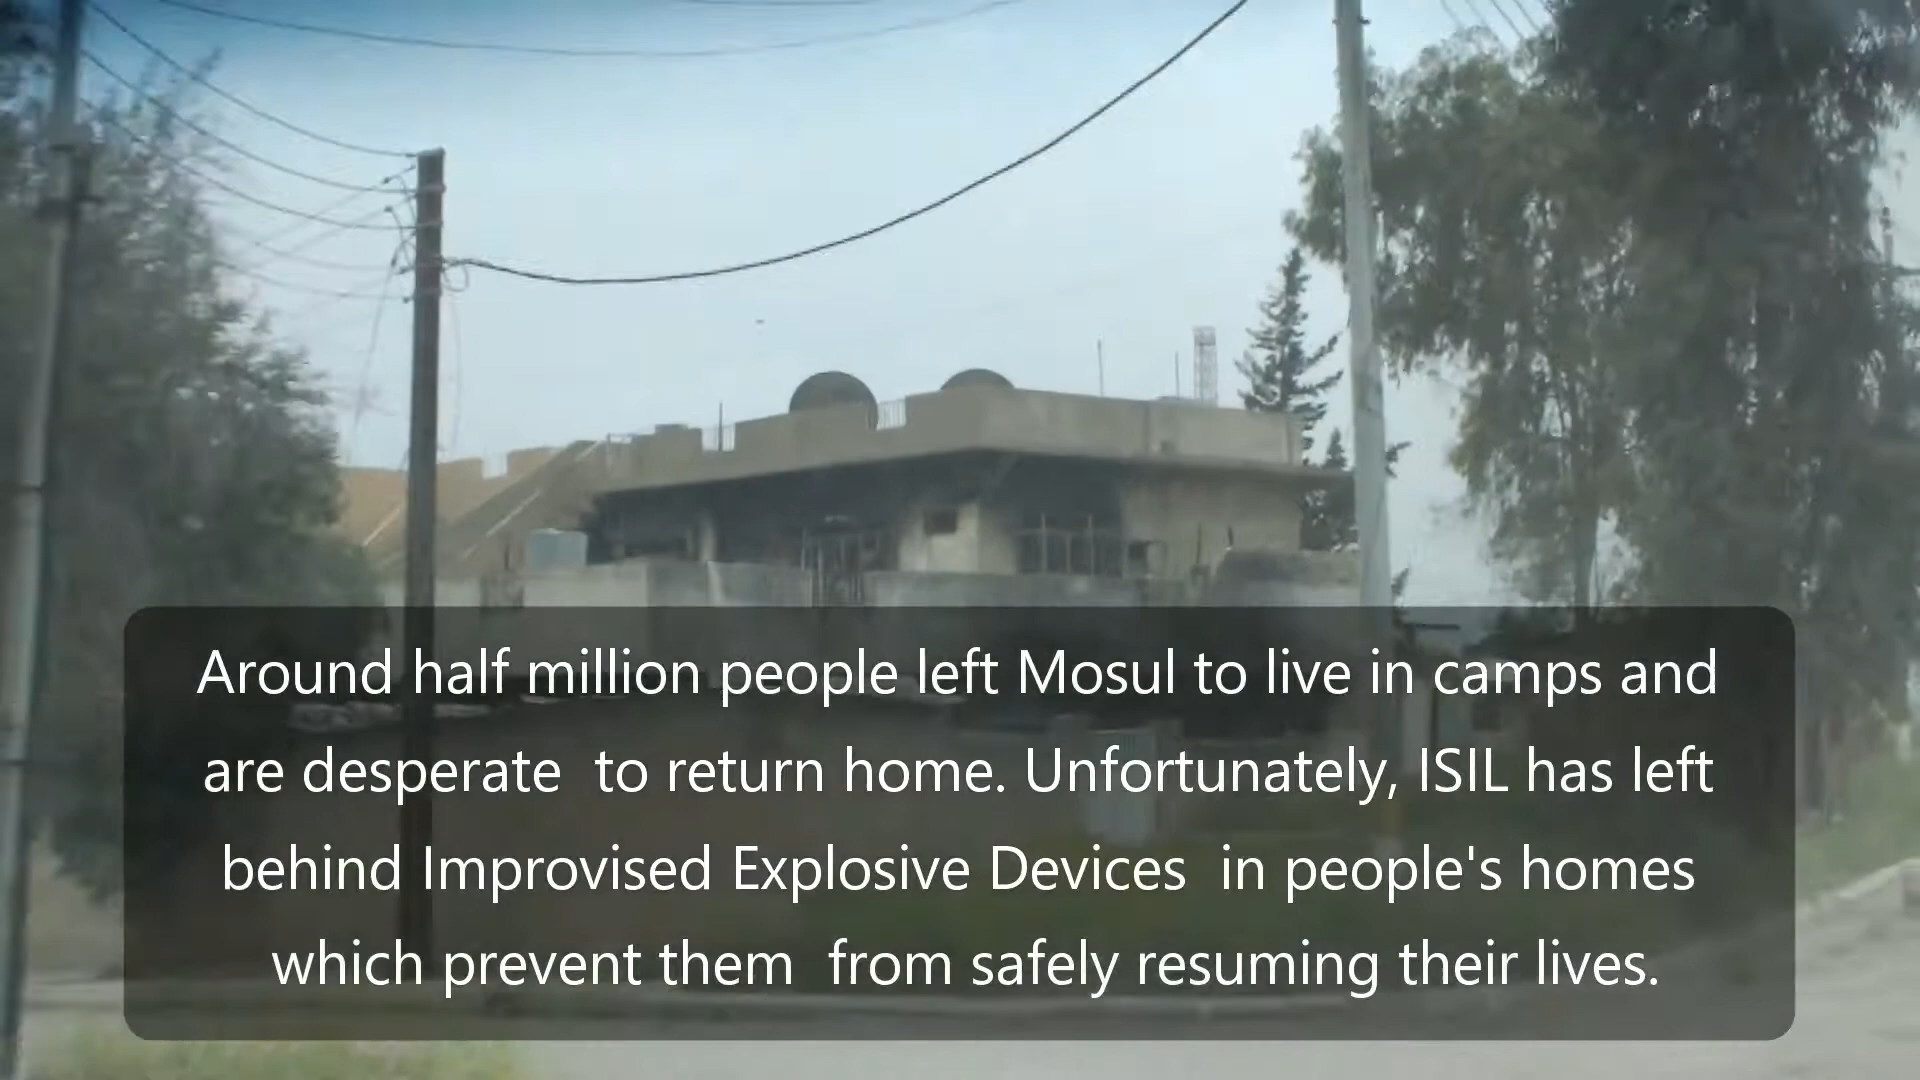 Around half million people left Mosul to live in camps and
are desperate  to return home. Unfortunately, ISIL has left
behind Improvised Explosive Devices  in people's homes
which prevent them  from safely resuming their lives.